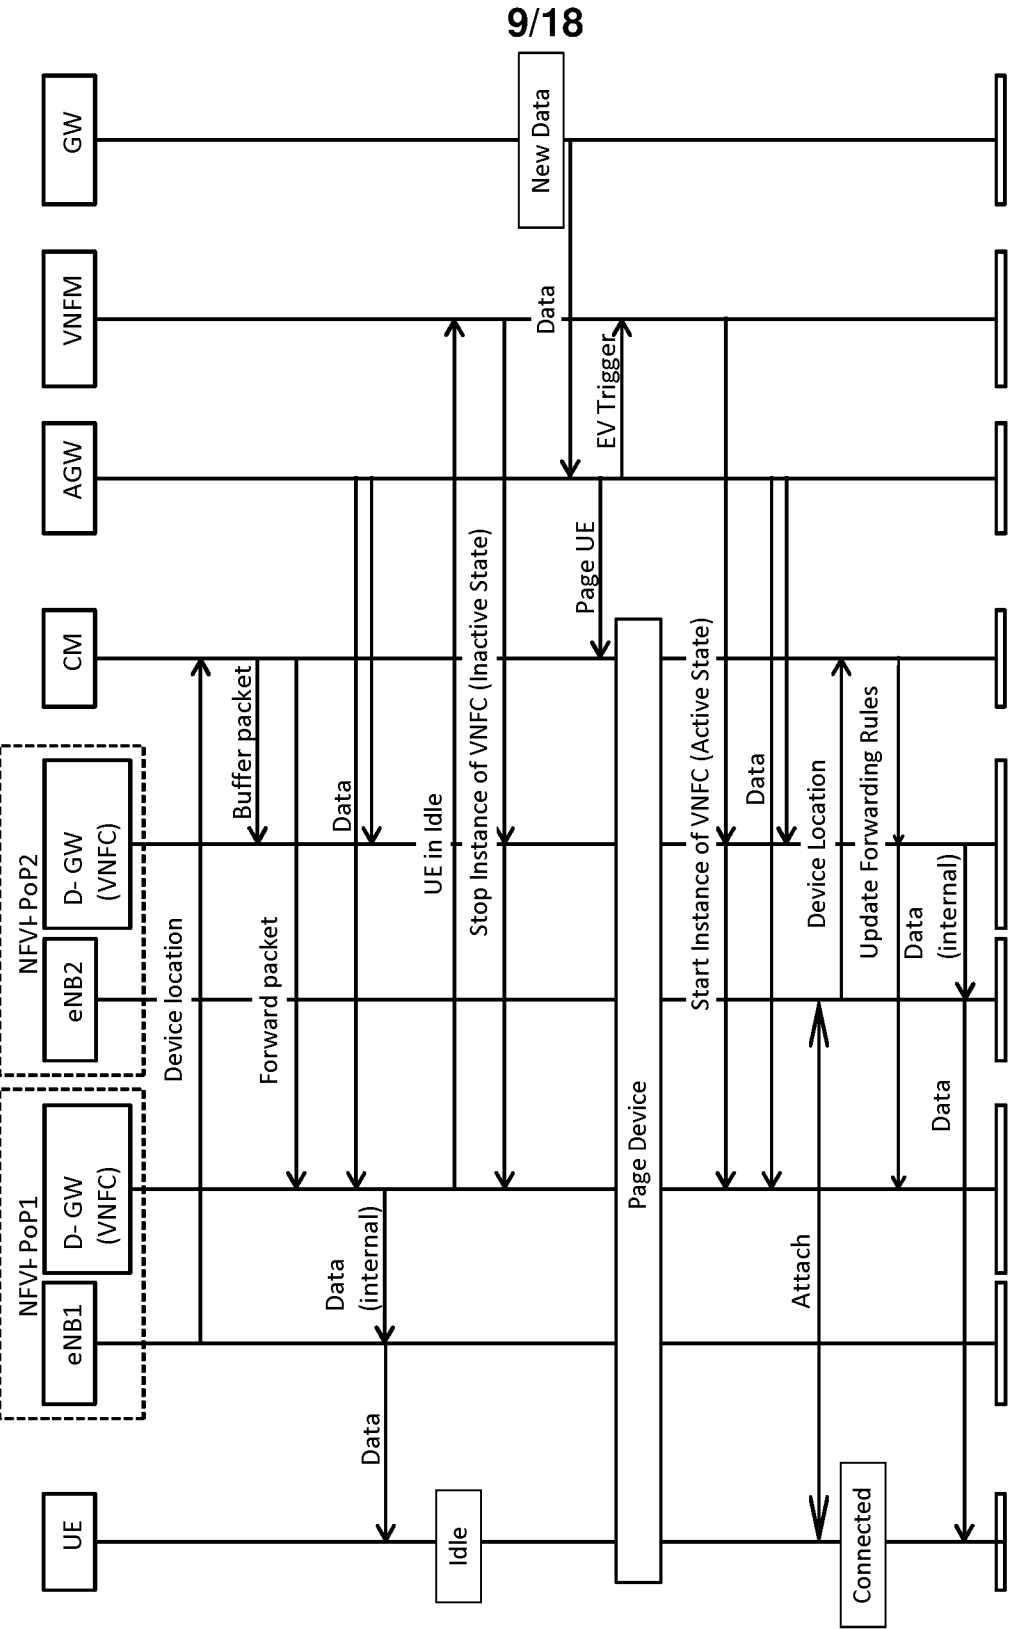 9/18
NFVI-PoP1
NFVI-PoP2
UE
eNB1
D- GW
(VNFC)
eNB2
D- GW
(VNFC)
CM
AGW
VNFM
GW
Device location
Buffer packet
Forward packet
Data
Data
(internal)
Data
UE in Idle
Idle
Stop Instance of VNFC (Inactive State)
New Data
Data
Page UE
EV Trigger
Page Device
Start Instance of VNFC (Active State)
Data
Attach
Device Location
Connected
Update Forwarding Rules
Data
(internal)
Data